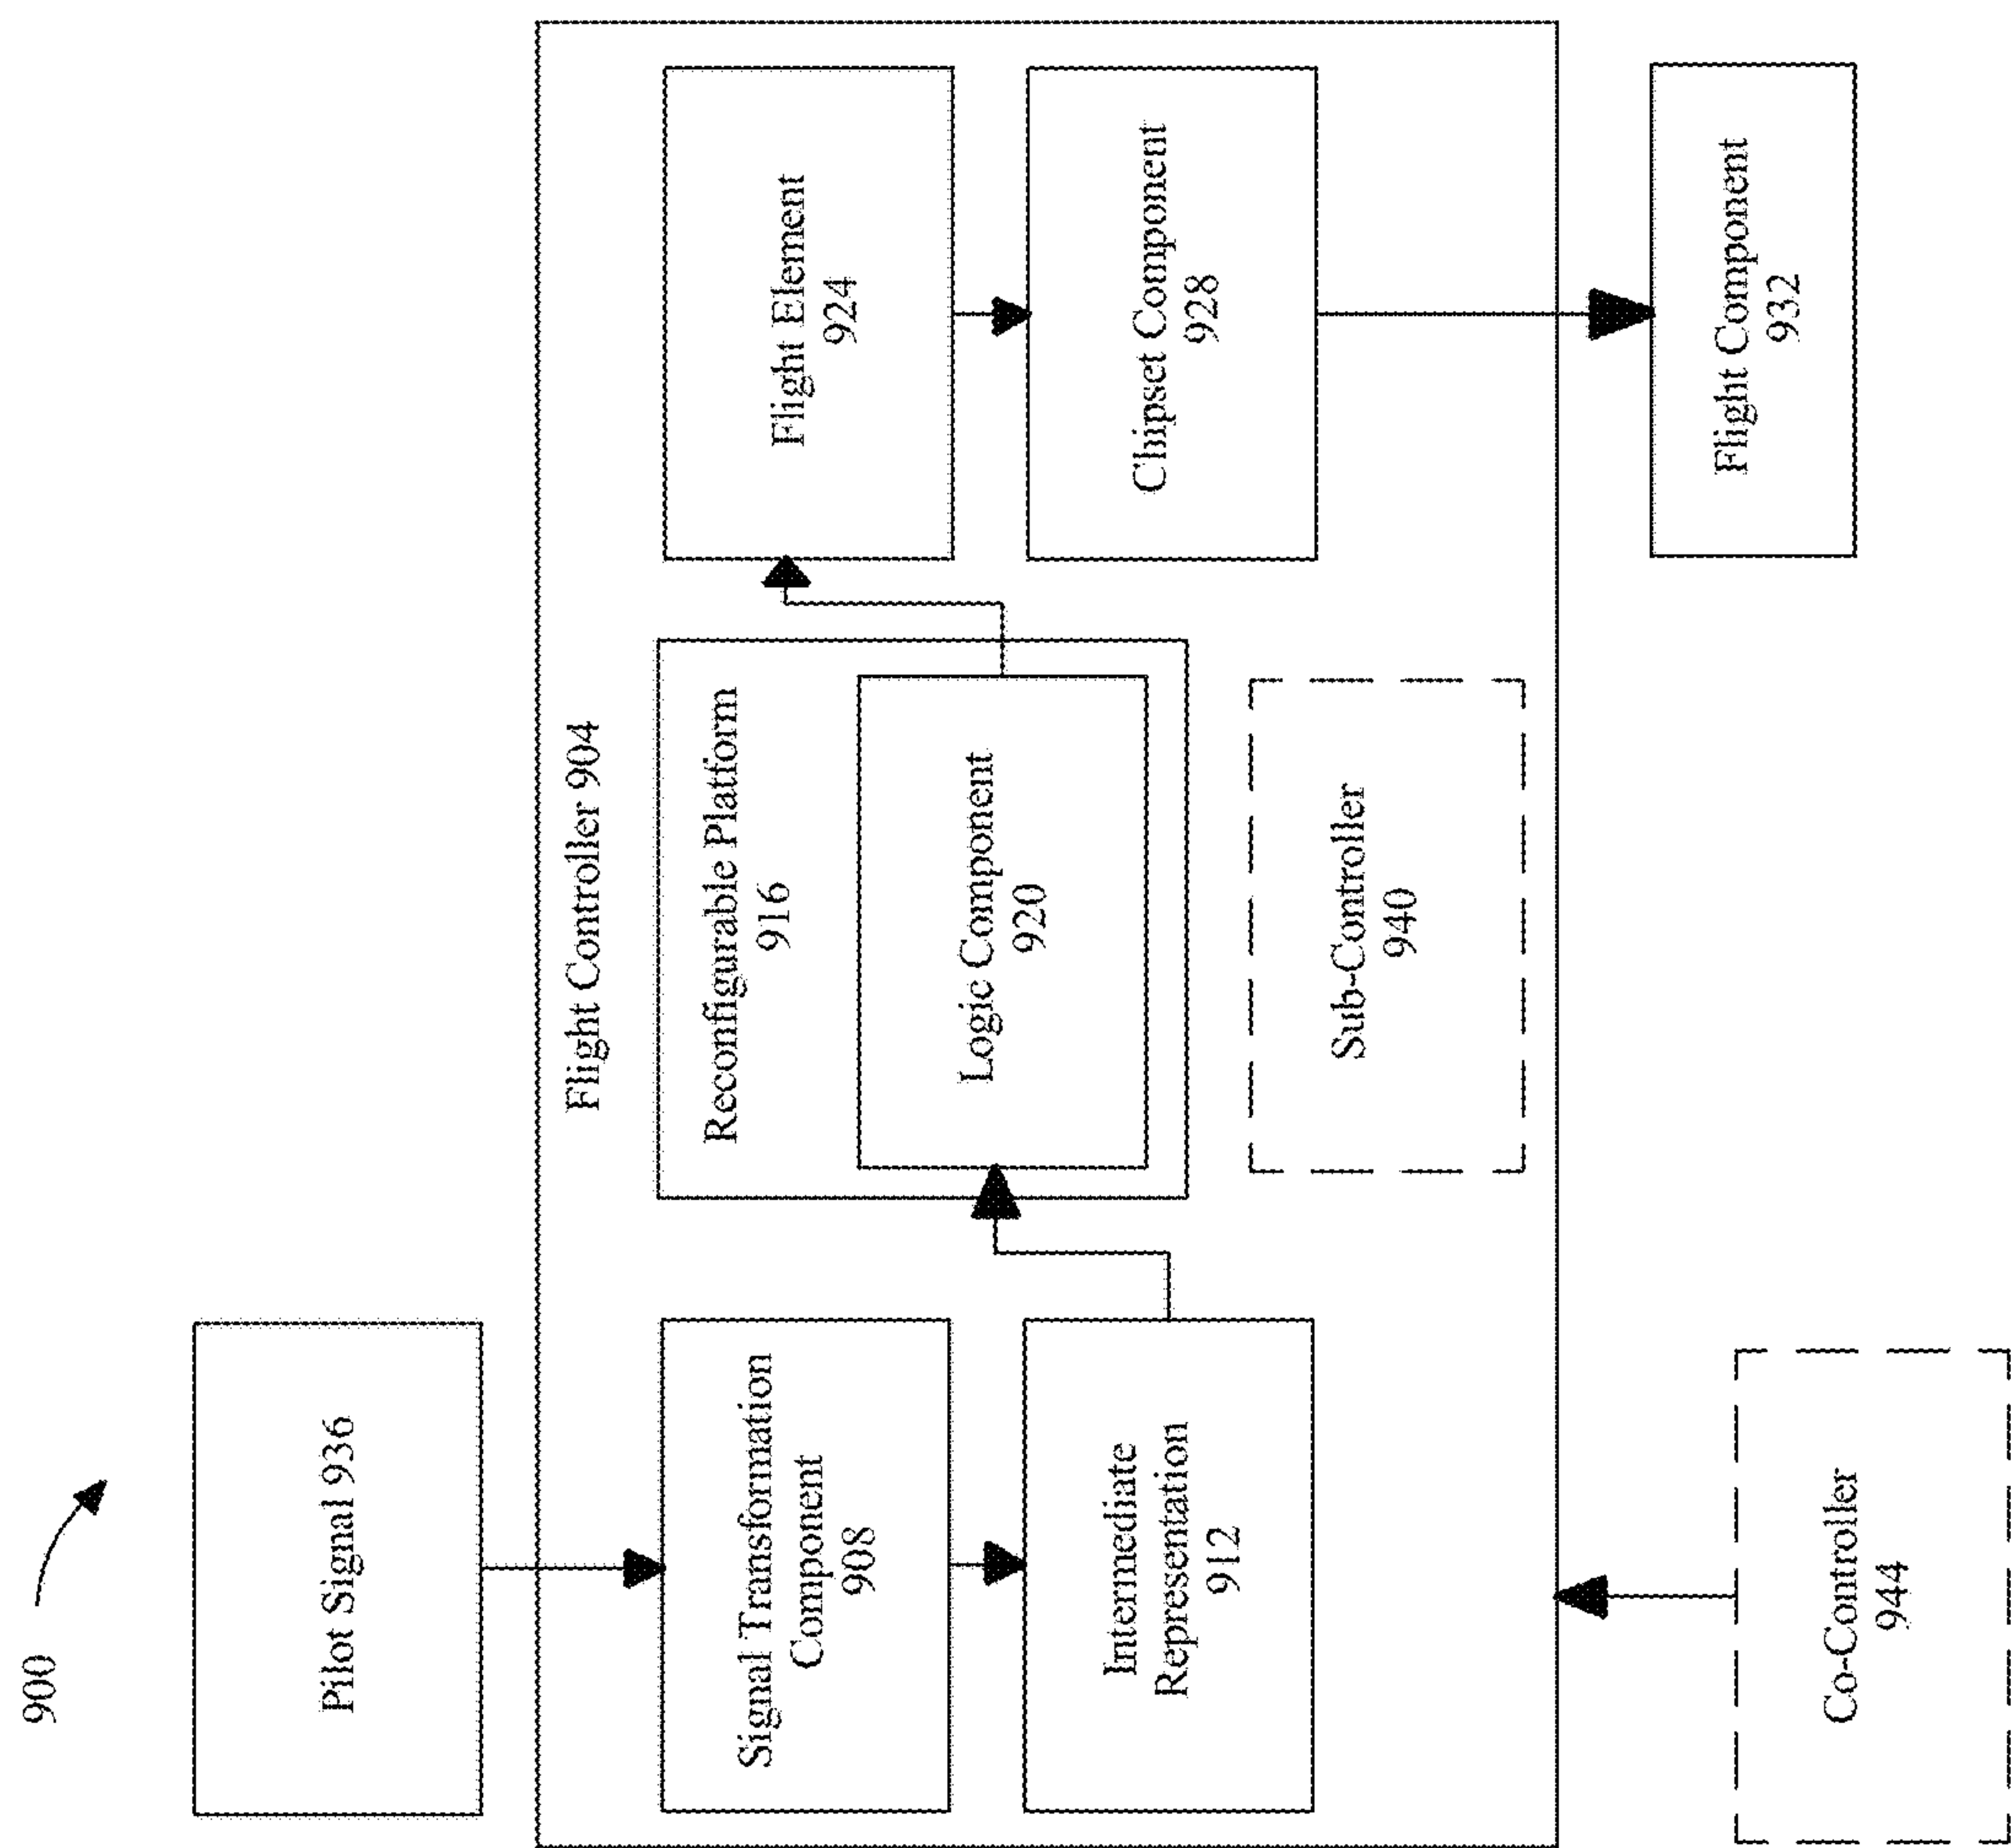 900
Pilot Signal 936
Flight Controller 904
Signal Transformation
Component
908
Intermediate
Representation
912
Reconfigurable Platform
916
Logic Component
920
Sub-Controller
940
Flight Element
924
Chipset Component
928
Co-Controller
944
Flight Component
932